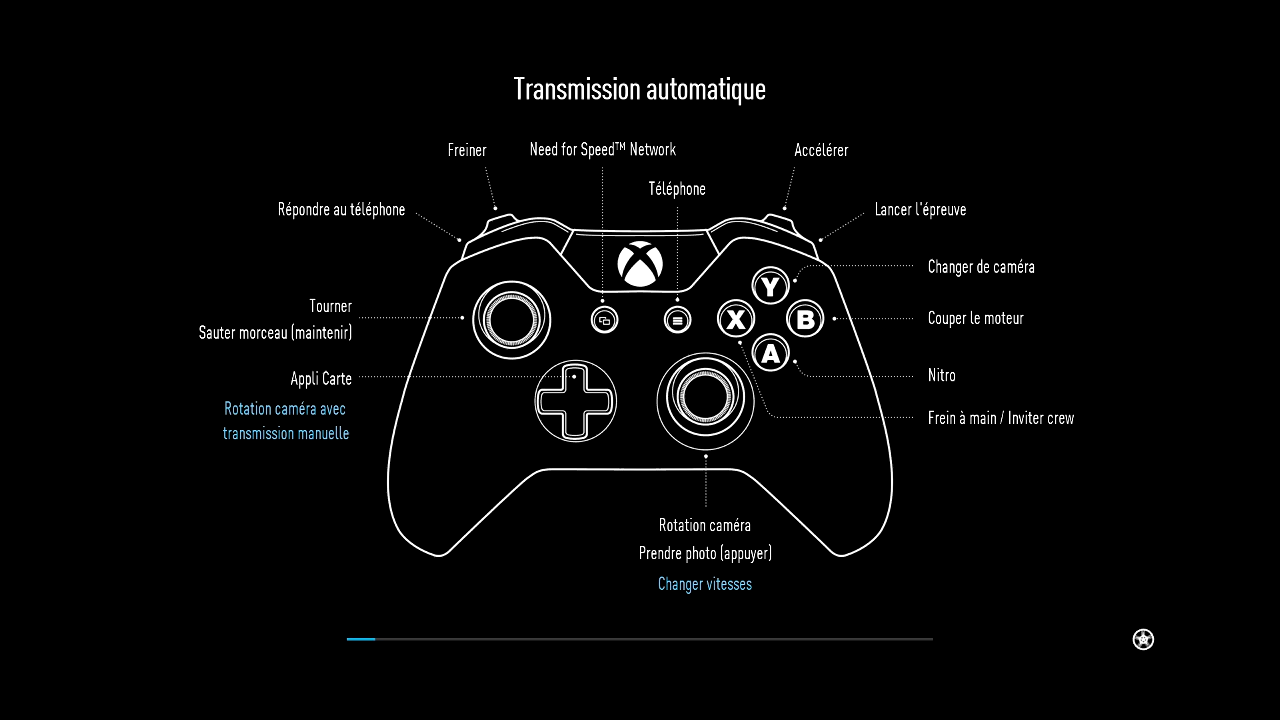 Transmission automatique
Freiner
Need for Speed™ Network
Accélérer
Téléphone
Répondre au téléphone
Lancer l'épreuve
Changer de caméra
Y
Tourner
X
B
Couper le moteur
Sauter morceau (maintenir)
A
Appli Carte
Nitro
Rotation caméra avec
transmission manuelle
Frein à main / Inviter crew
Rotation caméra
Prendre photo (appuyer)
Changer vitesses